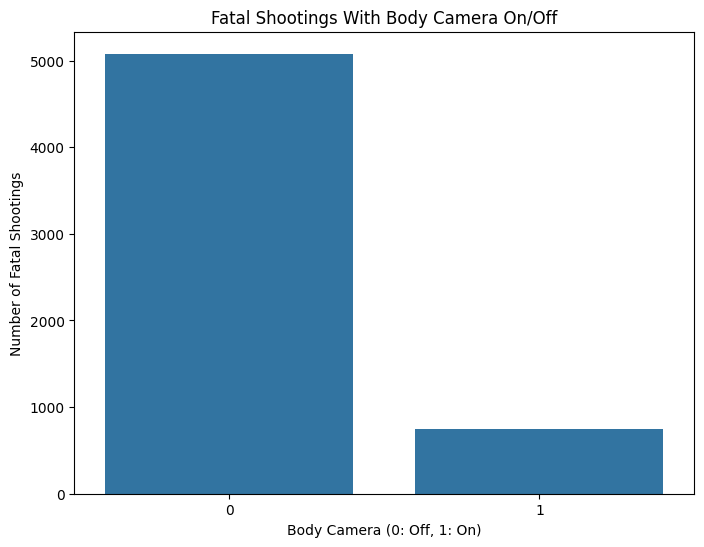 Fatal Shootings With Body Camera On/Off
Number of Fatal Shootings
5000
4000
3000
2000
1000
0
0 1
Body Camera (0: Off, 1: On)